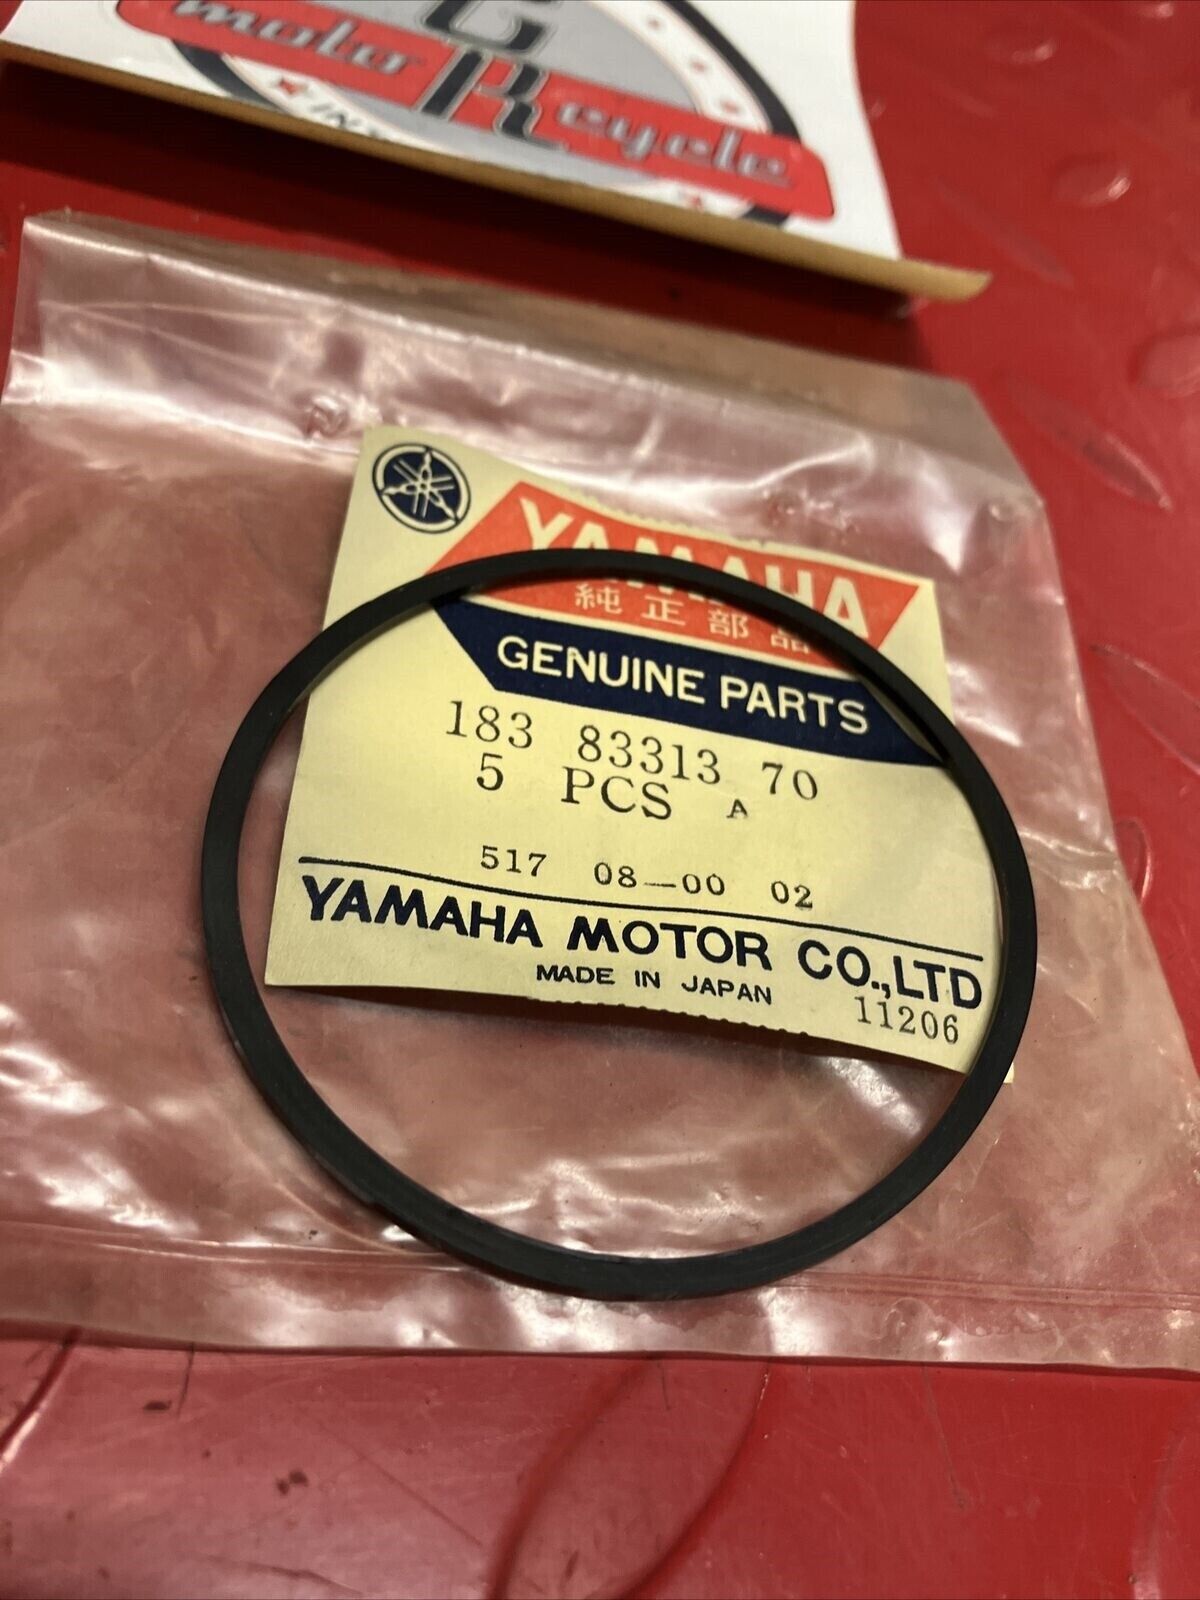 G
moto Recycle
YAMAHA
純正部品
GENUINE PARTS
183 83313 70
5 PCS A
517 08-00 02
YAMAHA MOTOR CO.,LTD
MADE IN JAPAN
11206